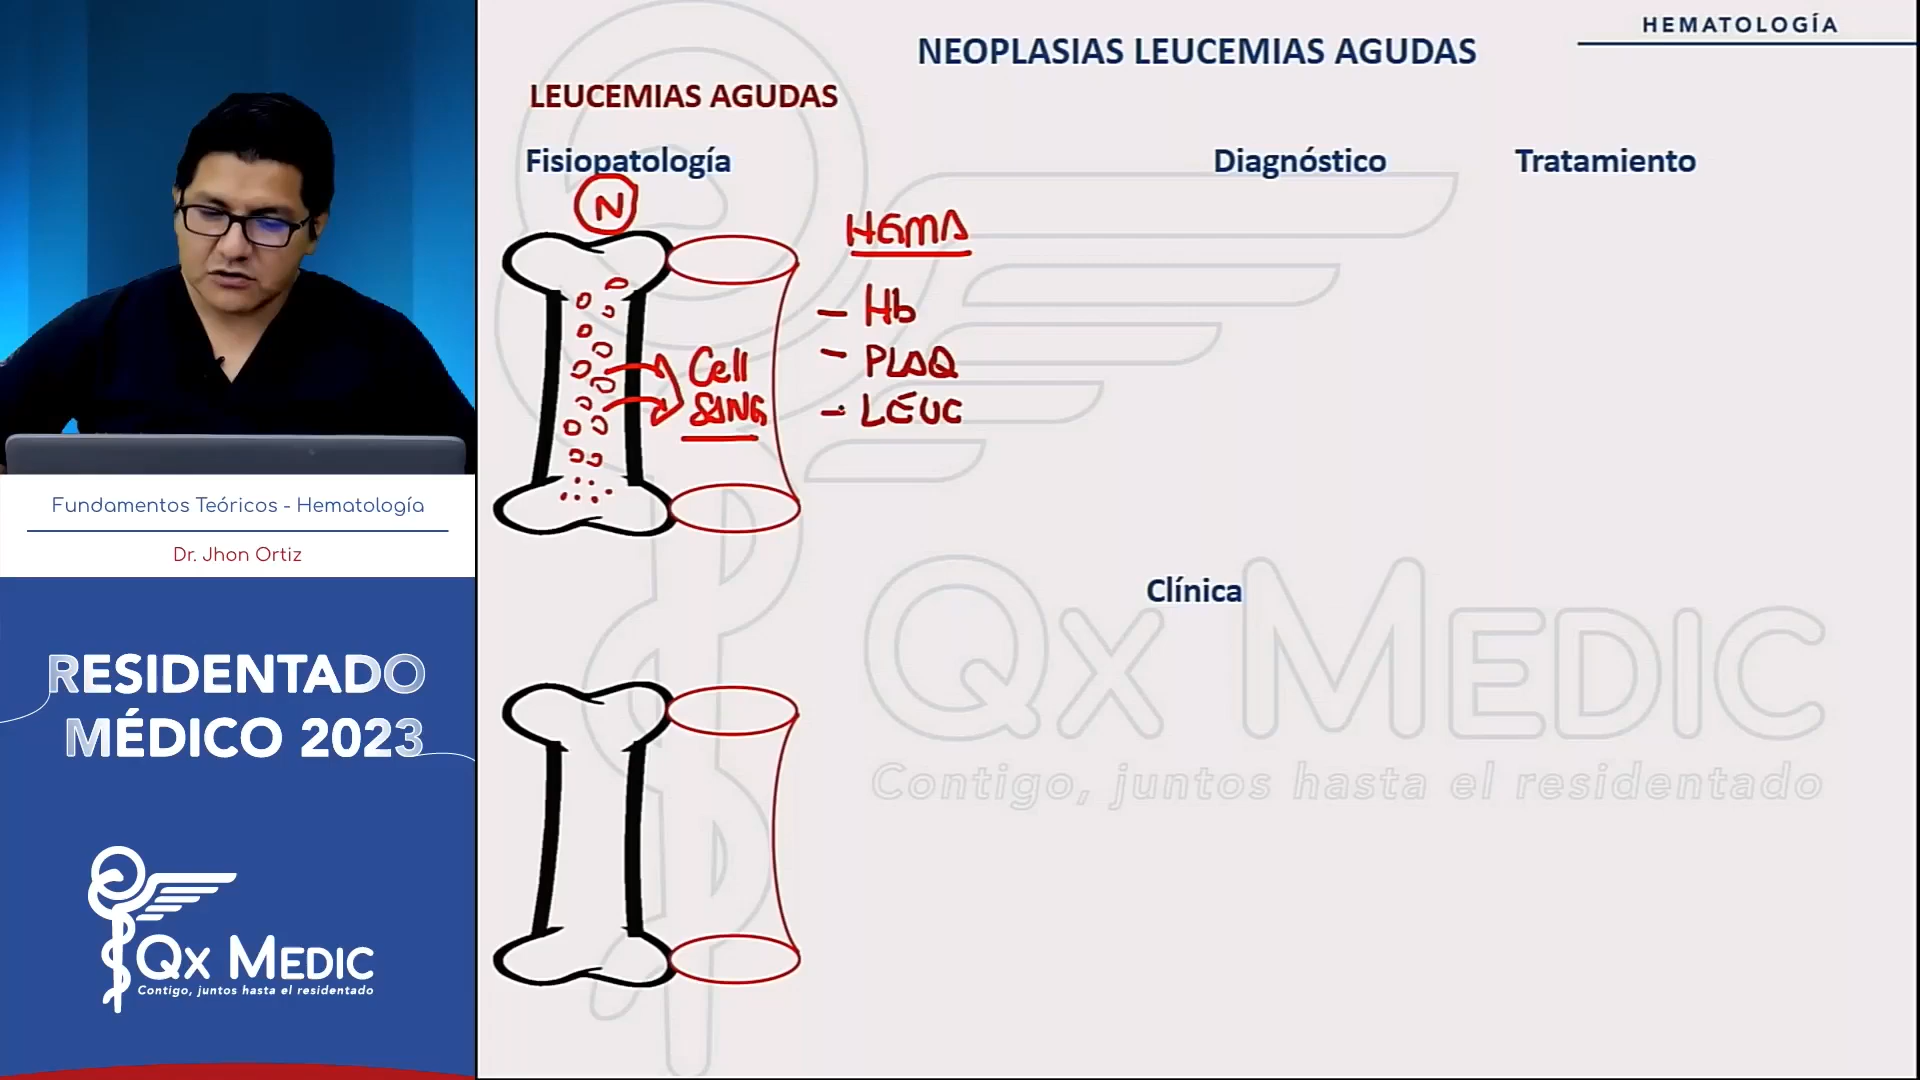 HEMATOLOGÍA
NEOPLASIAS LEUCEMIAS AGUDAS
LEUCEMIAS AGUDAS
Fisiopatología
Diagnóstico
Tratamiento
N
HEMA
- Hb
- PLAQ
- LEUC
Cell
SANG
Clínica
Fundamentos Teóricos - Hematología
Dr. Jhon Ortiz
RESIDENTADO
MÉDICO 2023
QX MEDIC
Contigo, juntos hasta el residentado
QX MEDIC
Contigo, juntos hasta el residentado